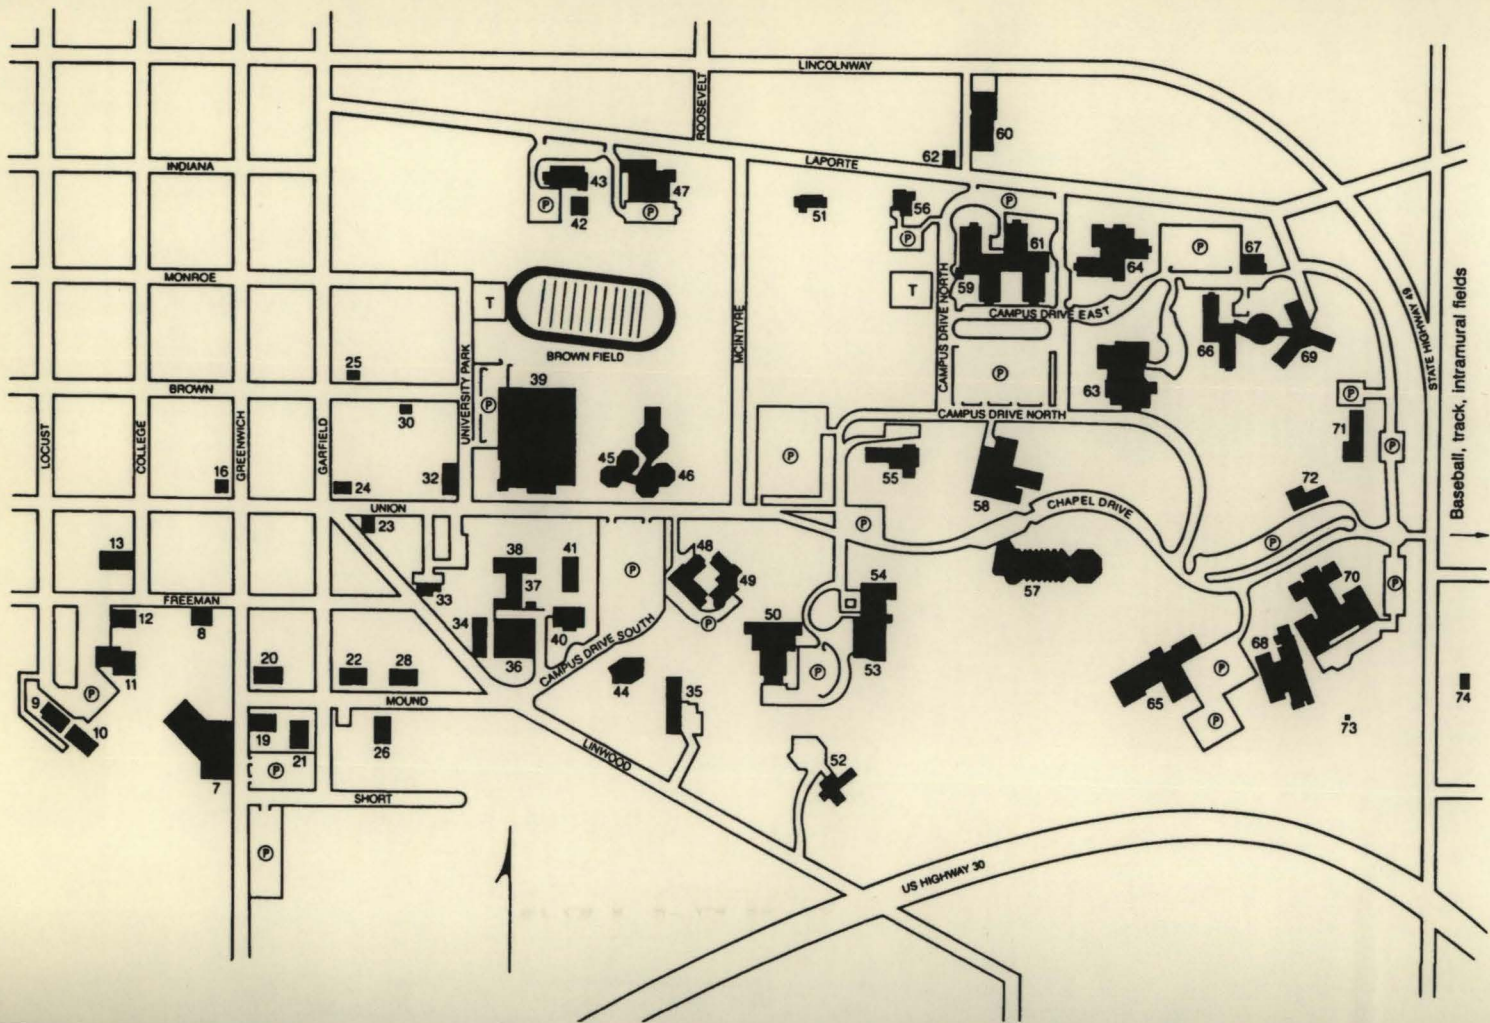 LINCOLNWAY
ROOSEVELT
60
62
LAPORTE
INDIANA
43
47
P
42
P
51
56
P
P
61
64
P
67
59
MONROE
T
BROWN FIELD
MCINTYRE
T
CAMPUS DRIVE NORTH
CAMPUS DRIVE EAST
66
69
STATE HIGHWAY 49
Baseball, track, intramural fields
25
BROWN
UNIVERSITY PARK
39
P
P
63
P
30
CAMPUS DRIVE NORTH
LOCUST
COLLEGE
GREENWICH
GARFIELD
71
P
16
24
32
45
46
P
55
58
72
UNION
23
CHAPEL DRIVE
P
P
13
38
41
37
P
48
49
54
57
70
P
FREEMAN
33
12
8
34
40
P
50
36
CAMPUS DRIVE SOUTH
53
P
68
P
11
20
22
28
44
35
65
74
P
MOUND
9
10
19
21
26
P
73
LINWOOD
52
7
P
SHORT
P
US HIGHWAY 30